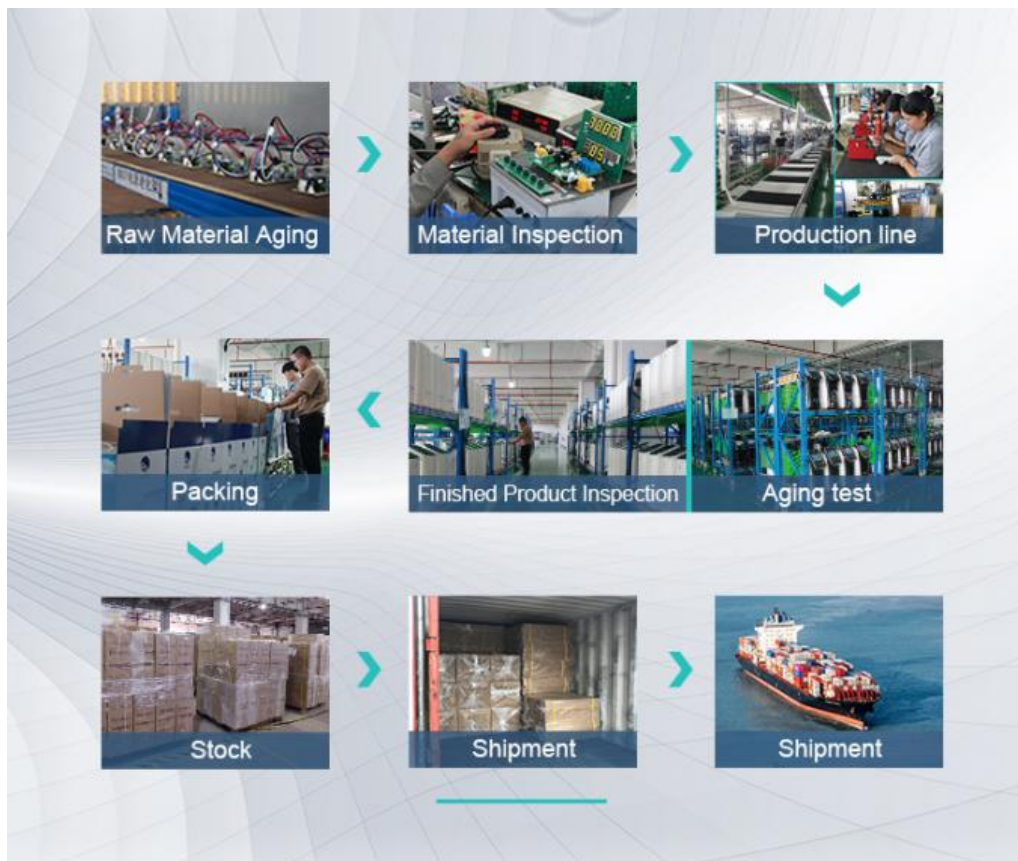 Raw Material Aging
Material Inspection
Production line
Aging test
Finished Product Inspection
Packing
Stock
Shipment
Shipment